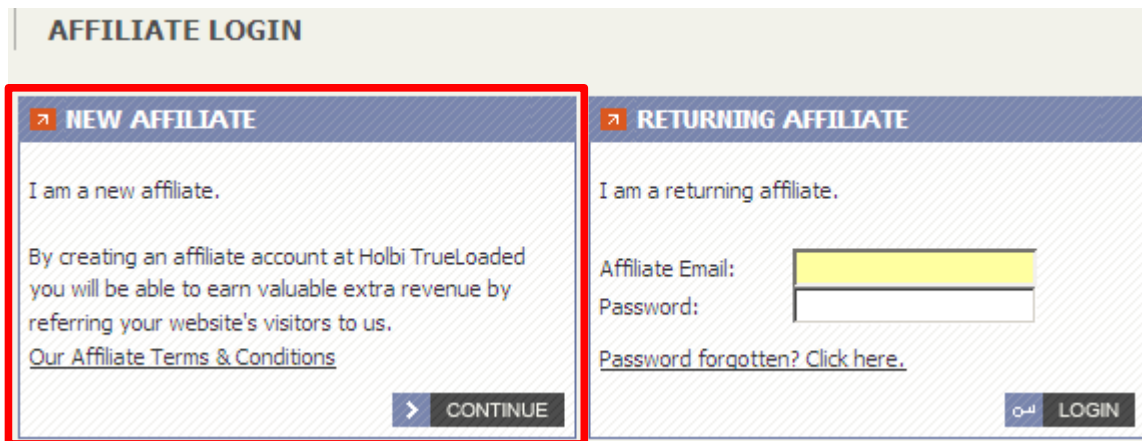 AFFILIATE LOGIN
NEW AFFILIATE
I am a new affiliate.
By creating an affiliate account at Holbi TrueLoaded
you will be able to earn valuable extra revenue by
referring your website's visitors to us.
Our Affiliate Terms & Conditions
CONTINUE
RETURNING AFFILIATE
I am a returning affiliate.
Affiliate Email:
Password:
Password forgotten? Click here.
LOGIN